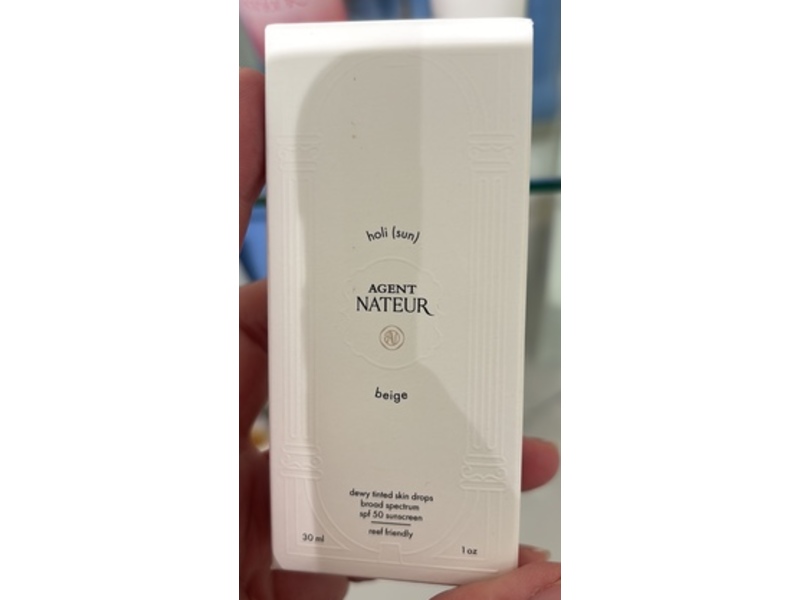 holi (sun)
AGENT
NATEUR
beige
dewy tinted skin drops
broad spectrum
spf 50 sunscreen
reef friendly
30 ml
1 oz